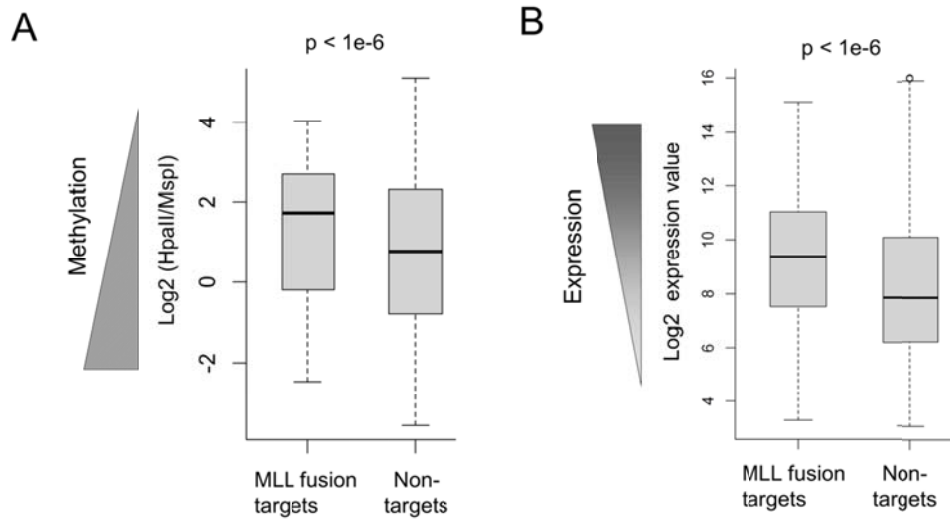 A
p < 1e-6
Methylation
Log2 (HpaII/MspI)
4
2
0
-2
MLL fusion
targets
Non-
targets
B
p < 1e-6
Expression
Log2 expression value
16
14
12
10
8
6
4
MLL fusion
targets
Non-
targets